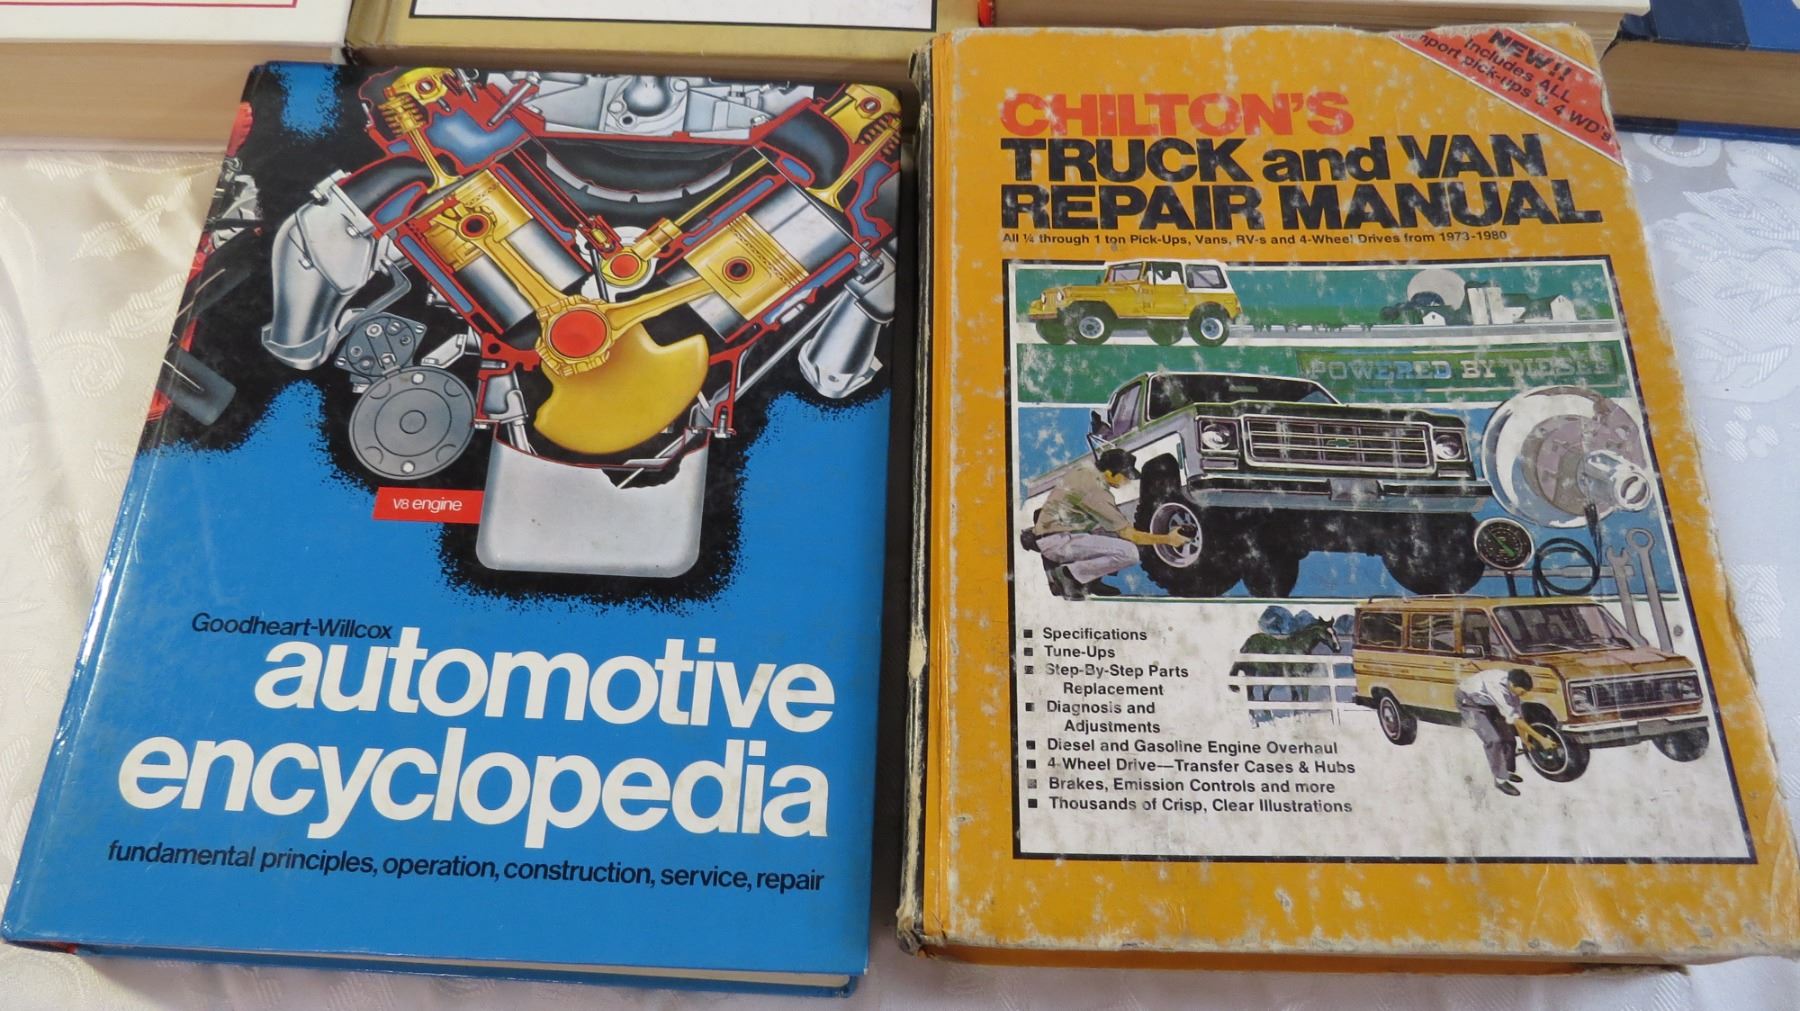 V8 engine
Goodheart-Willcox
automotive
encyclopedia
fundamental principles, operation, construction, service, repair
NEW!!
Includes ALL
pick-ups & 4 WD's
CHILTON'S
TRUCK and VAN
REPAIR MANUAL
All ¼ through 1 ton Pick-Ups, Vans, RV-s and 4-Wheel Drives from 1973-1980
POWERED BY DIESEL
Specifications
Tune-Ups
Step-By-Step Parts
Replacement
Diagnosis and
Adjustments
Diesel and Gasoline Engine Overhaul
4-Wheel Drive—Transfer Cases & Hubs
Brakes, Emission Controls and more
Thousands of Crisp, Clear Illustrations